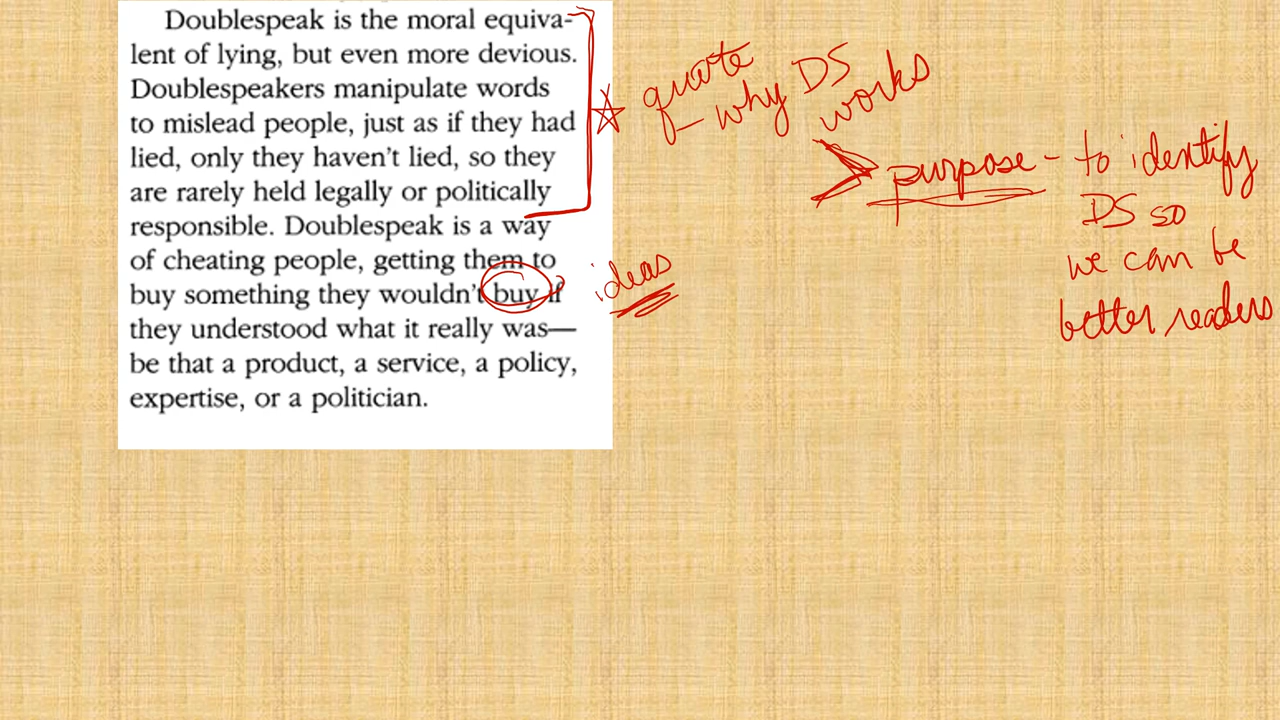 Doublespeak is the moral equiva-
lent of lying, but even more devious.
Doublespeakers manipulate words
to mislead people, just as if they had
lied, only they haven't lied, so they
are rarely held legally or politically
responsible. Doublespeak is a way
of cheating people, getting them to
buy something they wouldn't buy if
they understood what it really was—
be that a product, a service, a policy,
expertise, or a politician.
quote
- why DS
works
purpose - to identify
DS so
we can be
better readers
ideas